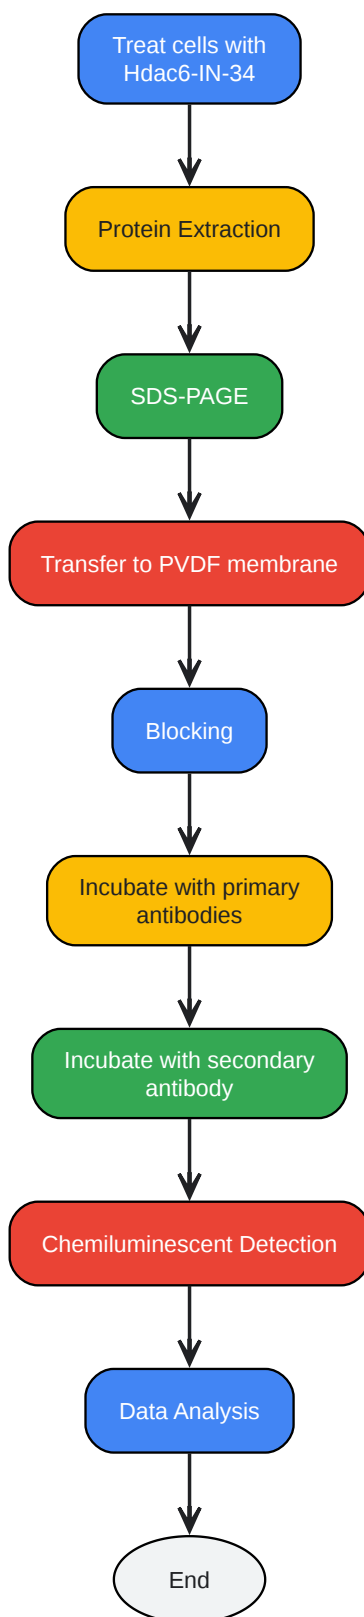 Treat cells with
Hdac6-IN-34
Protein Extraction
SDS-PAGE
Transfer to PVDF membrane
Blocking
Incubate with primary
antibodies
Incubate with secondary
antibody
Chemiluminescent Detection
Data Analysis
End